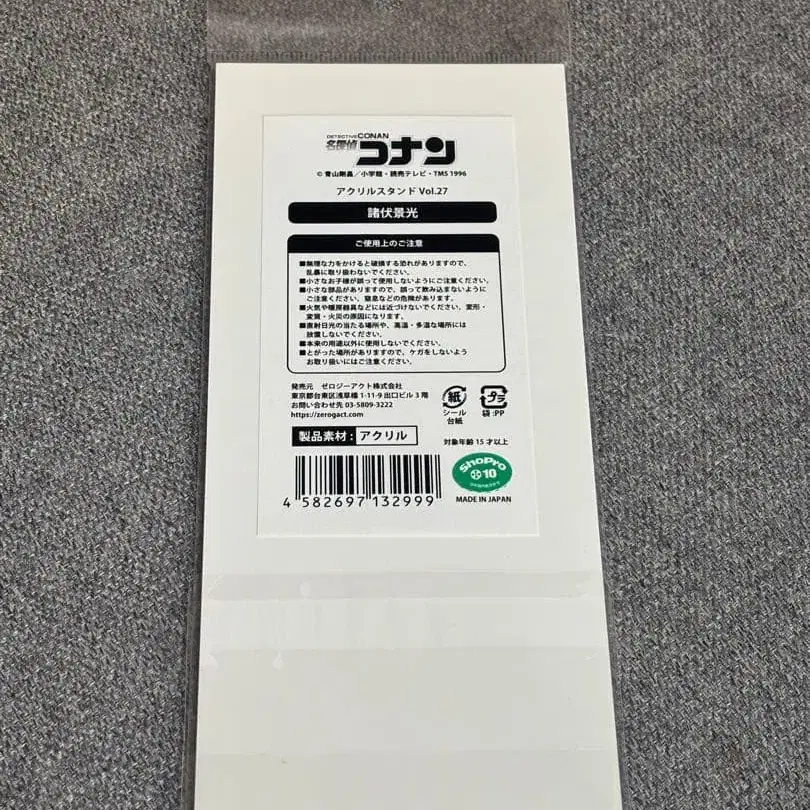 DETECTIVE CONAN
名探偵コナン
© 青山剛昌／小学館・読売テレビ・TMS 1996
アクリルスタンド Vol.27
諸伏景光
ご使用上のご注意
■無理な力をかけると破損する恐れがありますので、
乱暴に取り扱わないでください。
■小さなお子様が誤って使用しないようにご注意ください。
■小さな部品がありますので、誤って飲み込まないように
ご注意ください。窒息などの危険があります。
■火気や暖房器具などには近づけないでください。変形・
変質・火災の原因になります。
■直射日光の当たる場所や、高温・多湿な場所には
放置しないでください。
■本来の用途以外に使用しないでください。
■とがった場所がありますので、ケガをしないよう
お取り扱いにはご注意ください。
発売元 ゼロジーアクト株式会社
東京都台東区浅草橋 1-11-9 出口ビル 3 階
お問い合わせ先 03-5809-3222
https://zerogact.com
紙
シール
台紙
プラ
袋:PP
製品素材: アクリル
対象年齢 15 才以上
ShoPro
10
MADE IN JAPAN
4 582697 132999